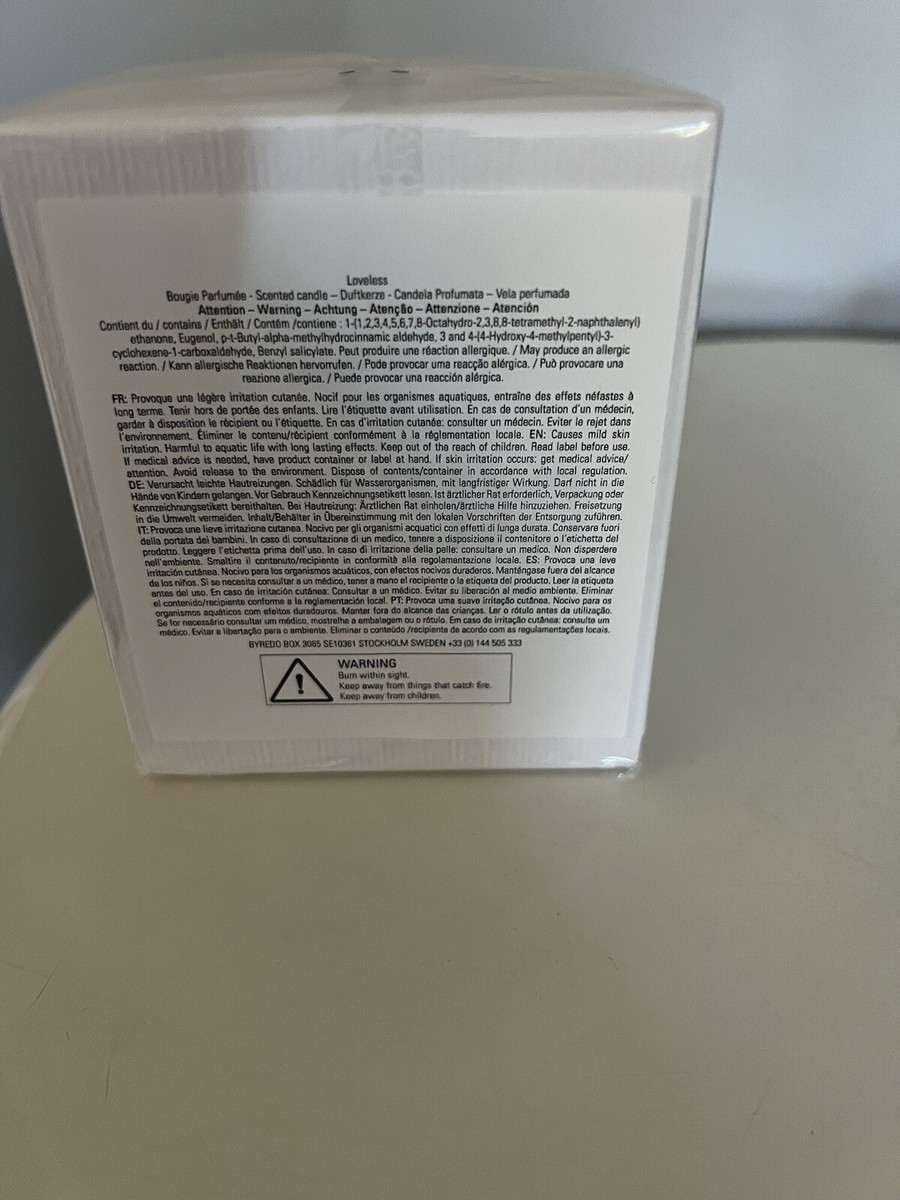 Loveless
Bougie Parfumée - Scented candle – Duftkerze - Candela Profumata – Vela perfumada
Attention – Warning – Achtung – Atenção – Attenzione – Atención
Contient du / contains / Enthält / Contém /contiene : 1-(1,2,3,4,5,6,7,8-Octahydro-2,3,8,8-tetramethyl-2-naphthalenyl)
ethanone, Eugenol, p-t-Butyl-alpha-methylhydrocinnamic aldehyde, 3 and 4-(4-Hydroxy-4-methylpentyl)-3-
cyclohexene-1-carboxaldehyde, Benzyl salicylate. Peut produire une réaction allergique. / May produce an allergic
reaction. / Kann allergische Reaktionen hervorrufen. / Pode provocar uma reacção alérgica. / Può provocare una
reazione allergica. / Puede provocar una reacción alérgica.
FR: Provoque une légère irritation cutanée. Nocif pour les organismes aquatiques, entraîne des effets néfastes à
long terme. Tenir hors de portée des enfants. Lire l'étiquette avant utilisation. En cas de consultation d'un médecin,
garder à disposition le récipient ou l'étiquette. En cas d'irritation cutanée: consulter un médecin. Eviter le rejet dans
l'environnement. Éliminer le contenu/récipient conformément à la réglementation locale. EN: Causes mild skin
irritation. Harmful to aquatic life with long lasting effects. Keep out of the reach of children. Read label before use.
If medical advice is needed, have product container or label at hand. If skin irritation occurs: get medical advice/
attention. Avoid release to the environment. Dispose of contents/container in accordance with local regulation.
DE: Verursacht leichte Hautreizungen. Schädlich für Wasserorganismen, mit langfristiger Wirkung. Darf nicht in die
Hände von Kindern gelangen. Vor Gebrauch Kennzeichnungsetikett lesen. Ist ärztlicher Rat erforderlich, Verpackung oder
Kennzeichnungsetikett bereithalten. Bei Hautreizung: Ärztlichen Rat einholen/ärztliche Hilfe hinzuziehen. Freisetzung
in die Umwelt vermeiden. Inhalt/Behälter in Übereinstimmung mit den lokalen Vorschriften der Entsorgung zuführen.
IT: Provoca una lieve irritazione cutanea. Nocivo per gli organismi acquatici con effetti di lunga durata. Conservare fuori
della portata dei bambini. In caso di consultazione di un medico, tenere a disposizione il contenitore o l'etichetta del
prodotto. Leggere l'etichetta prima dell'uso. In caso di irritazione della pelle: consultare un medico. Non disperdere
nell'ambiente. Smaltire il contenuto/recipiente in conformità alla regolamentazione locale. ES: Provoca una leve
irritación cutánea. Nocivo para los organismos acuáticos, con efectos nocivos duraderos. Manténgase fuera del alcance
de los niños. Si se necesita consultar a un médico, tener a mano el recipiente o la etiqueta del producto. Leer la etiqueta
antes del uso. En caso de irritación cutánea: Consultar a un médico. Evitar su liberación al medio ambiente. Eliminar
el contenido/recipiente conforme a la reglamentación local. PT: Provoca uma suave irritação cutânea. Nocivo para os
organismos aquáticos com efeitos duradouros. Manter fora do alcance das crianças. Ler o rótulo antes da utilização.
Se for necessário consultar um médico, mostrelhe a embalagem ou o rótulo. Em caso de irritação cutânea: consulte um
médico. Evitar a libertação para o ambiente. Eliminar o conteúdo /recipiente de acordo com as regulamentações locais.
BYREDO BOX 3065 SE10361 STOCKHOLM SWEDEN +33 (0) 144 505 333
WARNING
Burn within sight.
Keep away from things that catch fire.
Keep away from children.